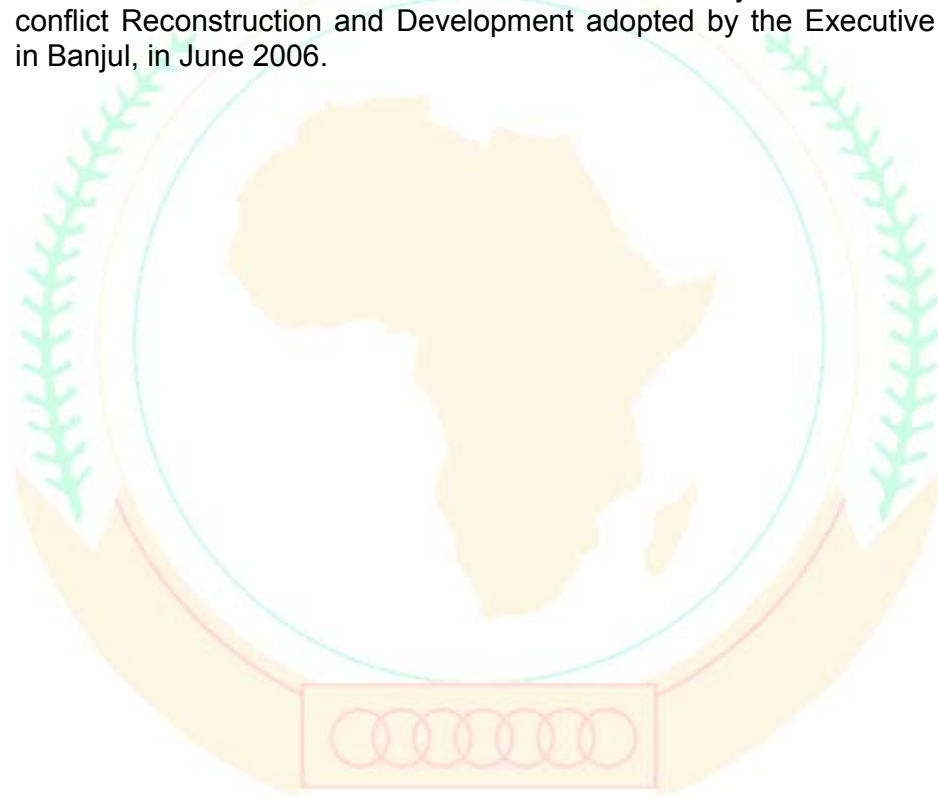 conflict Reconstruction and Development adopted by the Executive
in Banjul, in June 2006.